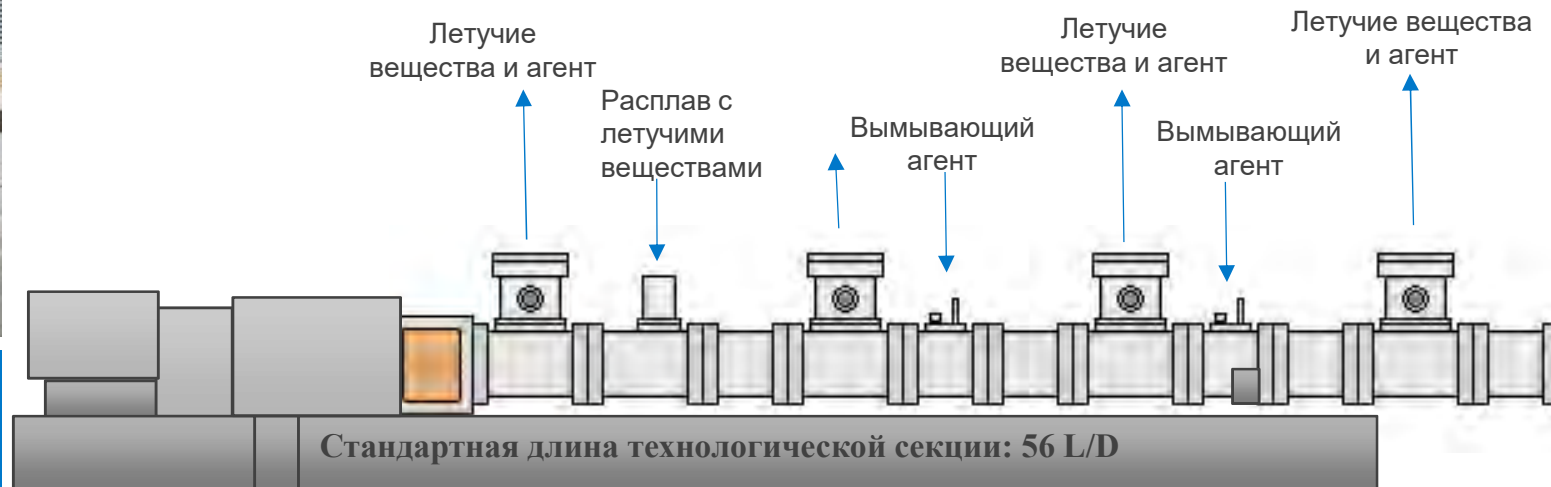 Летучие
вещества и агент
Расплав с
летучими
веществами
Вымывающий
агент
Летучие
вещества и агент
Вымывающий
агент
Летучие вещества
и агент
Стандартная длина технологической секции: 56 L/D